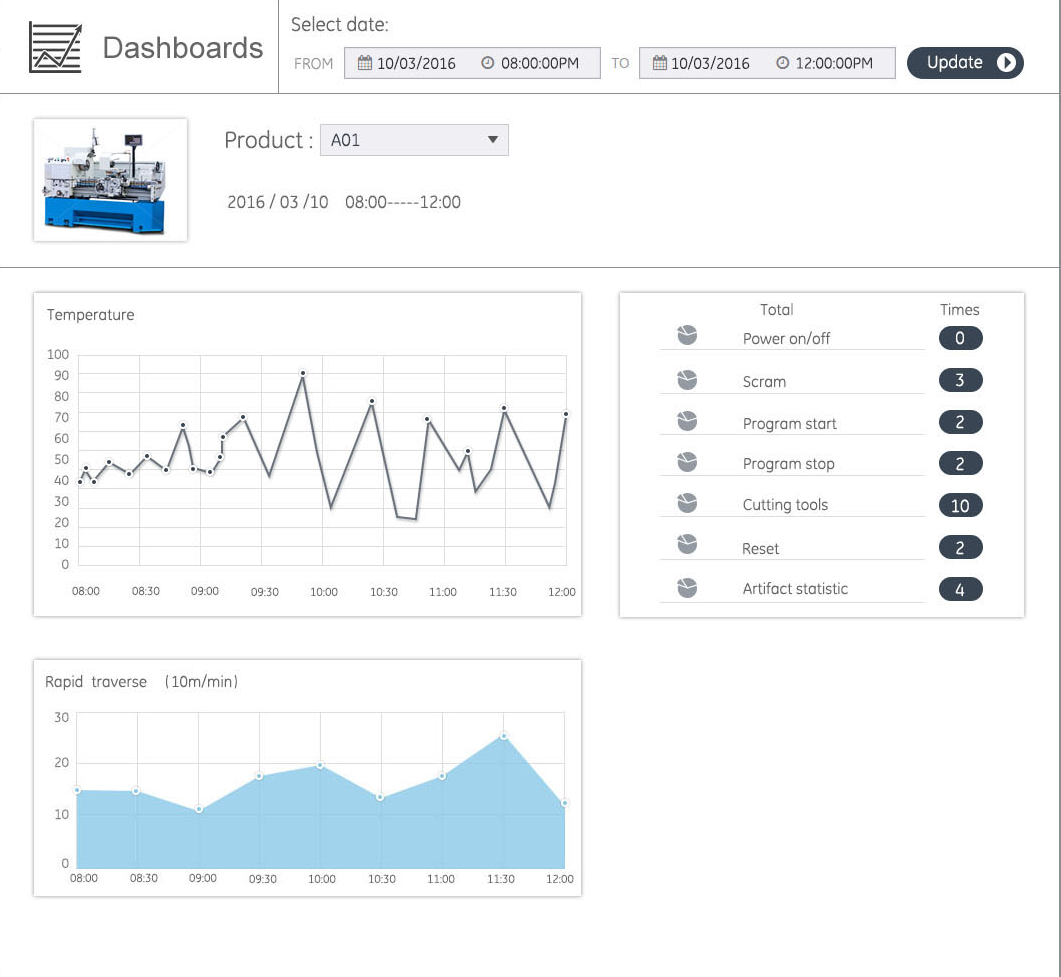 Dashboards
Select date:
FROM 10/03/2016 08:00:00PM TO 10/03/2016 12:00:00PM Update
Product : A01
2016 / 03 /10 08:00-----12:00
Temperature
100
90
80
70
60
50
40
30
20
10
0
08:00 08:30 09:00 09:30 10:00 10:30 11:00 11:30 12:00
Total Times
Power on/off 0
Scram 3
Program start 2
Program stop 2
Cutting tools 10
Reset 2
Artifact statistic 4
Rapid traverse (10m/min)
30
20
10
0
08:00 08:30 09:00 09:30 10:00 10:30 11:00 11:30 12:00